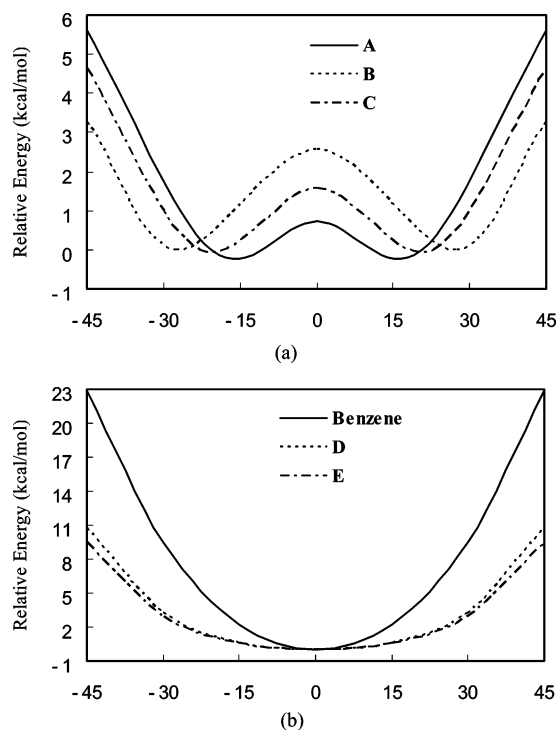 6
5
4
3
2
1
0
-1
Relative Energy (kcal/mol)
A
B
C
-45 -30 -15 0 15 30 45
(a)
23
20
17
14
11
8
5
2
-1
Relative Energy (kcal/mol)
Benzene
D
E
-45 -30 -15 0 15 30 45
(b)